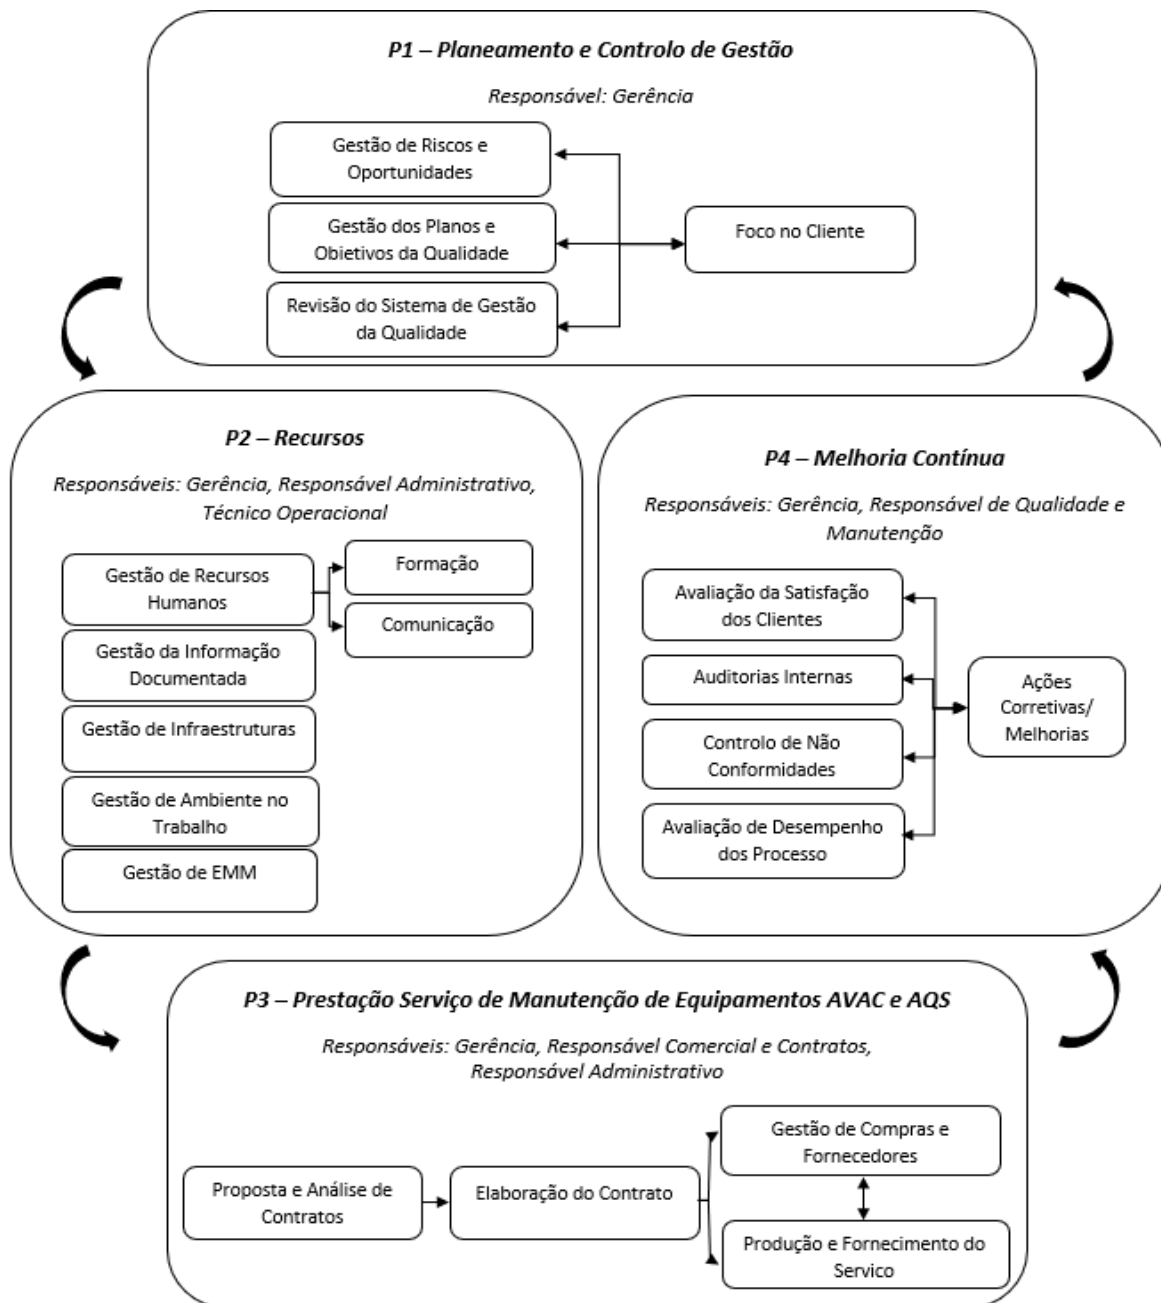 P1 – Planeamento e Controlo de Gestão
Responsável: Gerência
Gestão de Riscos e
Oportunidades
Gestão dos Planos e
Objetivos da Qualidade
Revisão do Sistema de Gestão
da Qualidade
Foco no Cliente
P2 – Recursos
Responsáveis: Gerência, Responsável Administrativo,
Técnico Operacional
Gestão de Recursos
Humanos
Formação
Comunicação
Gestão da Informação
Documentada
Gestão de Infraestruturas
Gestão de Ambiente no
Trabalho
Gestão de EMM
P4 – Melhoria Contínua
Responsáveis: Gerência, Responsável de Qualidade e
Manutenção
Avaliação da Satisfação
dos Clientes
Auditorias Internas
Controlo de Não
Conformidades
Avaliação de Desempenho
dos Processo
Ações
Corretivas/
Melhorias
P3 – Prestação Serviço de Manutenção de Equipamentos AVAC e AQS
Responsáveis: Gerência, Responsável Comercial e Contratos,
Responsável Administrativo
Proposta e Análise de
Contratos
Elaboração do Contrato
Gestão de Compras e
Fornecedores
Produção e Fornecimento do
Servico